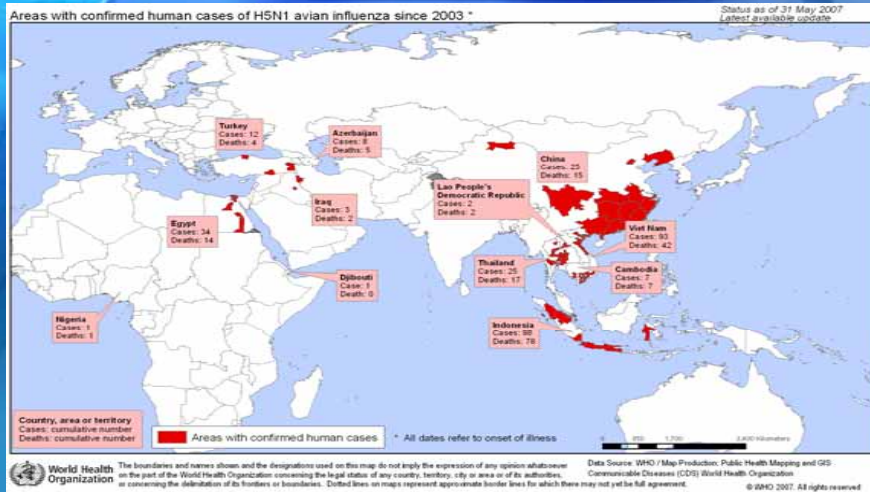 Areas with confirmed human cases of H5N1 avian influenza since 2003 *
Status as of 31 May 2007
Latest available update
Turkey
Cases: 12
Deaths: 4
Azerbaijan
Cases: 8
Deaths: 5
China
Cases: 25
Deaths: 15
Lao People's
Democratic Republic
Cases: 2
Deaths: 2
Iraq
Cases: 3
Deaths: 2
Egypt
Cases: 34
Deaths: 14
Viet Nam
Cases: 93
Deaths: 42
Thailand
Cases: 25
Deaths: 17
Cambodia
Cases: 7
Deaths: 7
Djibouti
Case: 1
Death: 0
Nigeria
Cases: 1
Deaths: 1
Indonesia
Cases:
Deaths:
Country, area or territory
Cases: cumulative number
Deaths: cumulative number
Areas with confirmed human cases
* All dates refer to onset of illness
0
Kilometers
World Health
Organization
The boundaries and names shown and the designations used on this map do not imply the expression of any opinion whatsoever
on the part of the World Health Organization concerning the legal status of any country, territory, city or area or of its authorities,
or concerning the delimitation of its frontiers or boundaries. Dotted lines on maps represent approximate border lines for which there may not yet be full agreement.
Data Source: WHO / Map Production: Public Health Mapping and GIS
Communicable Diseases (CDS) World Health Organization
© WHO 2007. All rights reserved